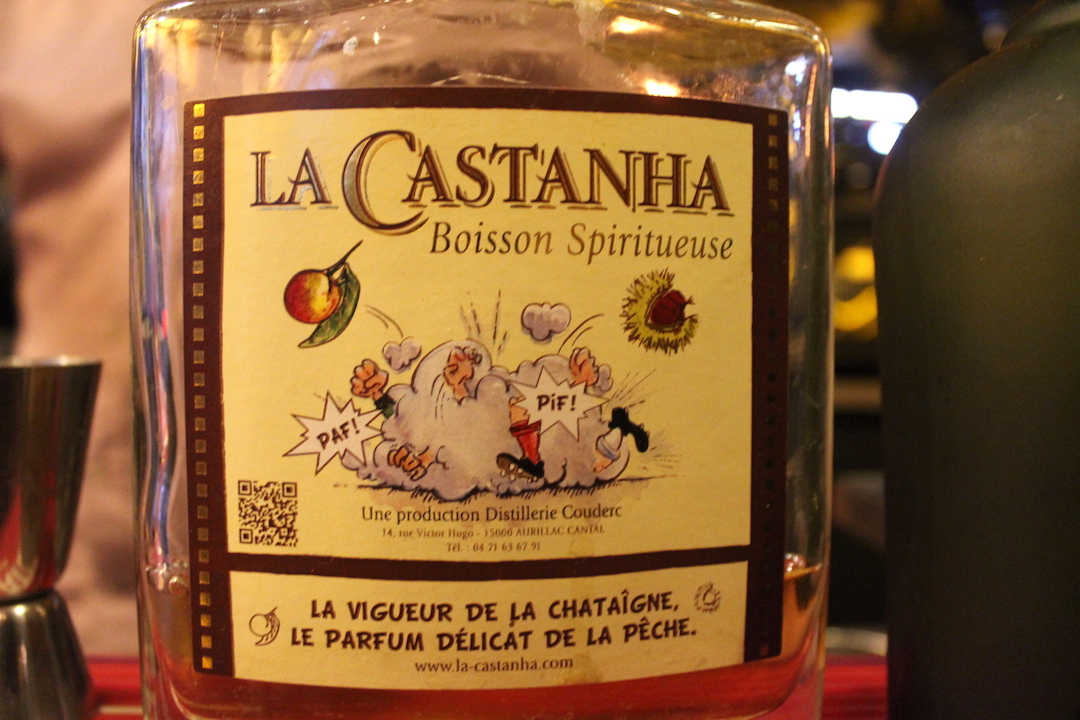 LA CASTANHA
Boisson Spiritueuse
PAF!
PIF!
Une production Distillerie Couderc
14, rue Victor Hugo - 15000 AURILLAC CANTAL
Tél. : 04 71 63 67 91
LA VIGUEUR DE LA CHATAÎGNE,
LE PARFUM DÉLICAT DE LA PÊCHE.
www.la-castanha.com